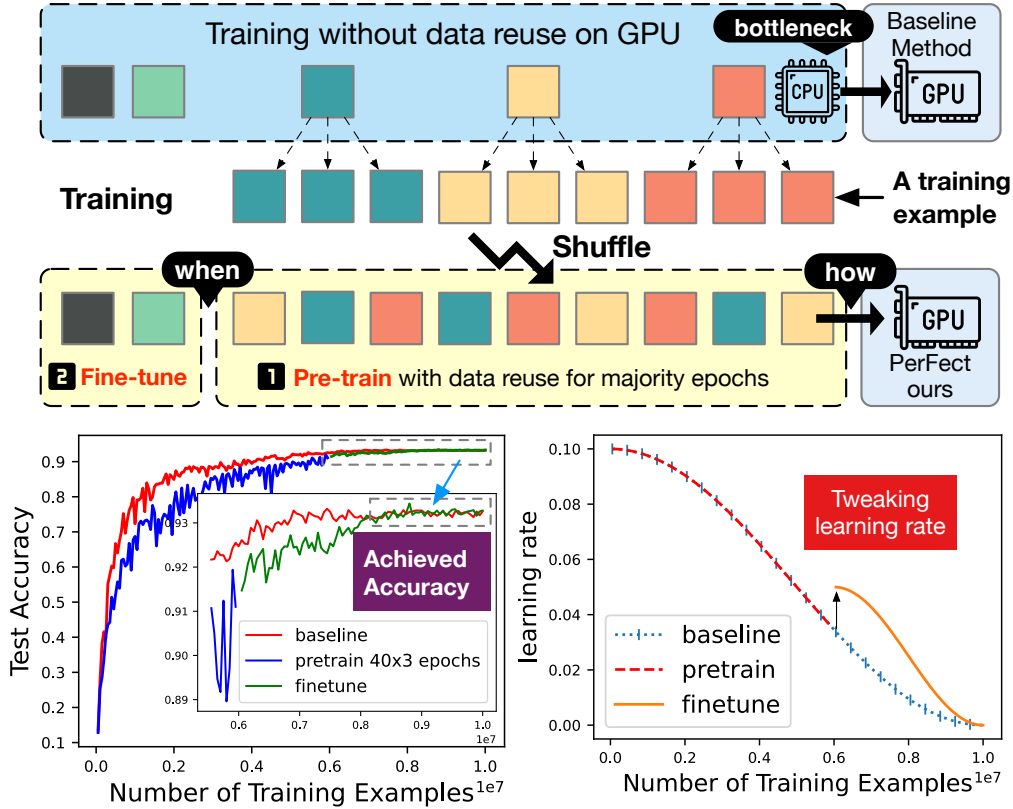 Training without data reuse on GPU
bottleneck
Baseline
Method
CPU
GPU
Training
A training
example
Shuffle
when
how
GPU
2 Fine-tune
1 Pre-train with data reuse for majority epochs
PerFect
ours
Test Accuracy
0.9
0.8
0.7
0.6
0.5
0.4
0.3
0.2
0.1
0.0
0.2
0.4
0.6
0.8
1.0
1e7
Number of Training Examples
0.93
0.92
0.91
0.90
0.89
0.6
0.7
0.8
0.9
1.0
1e7
Achieved
Accuracy
baseline
pretrain 40x3 epochs
finetune
learning rate
0.10
0.08
0.06
0.04
0.02
0.00
0.0
0.2
0.4
0.6
0.8
1.0
1e7
Number of Training Examples
Tweaking
learning rate
baseline
pretrain
finetune